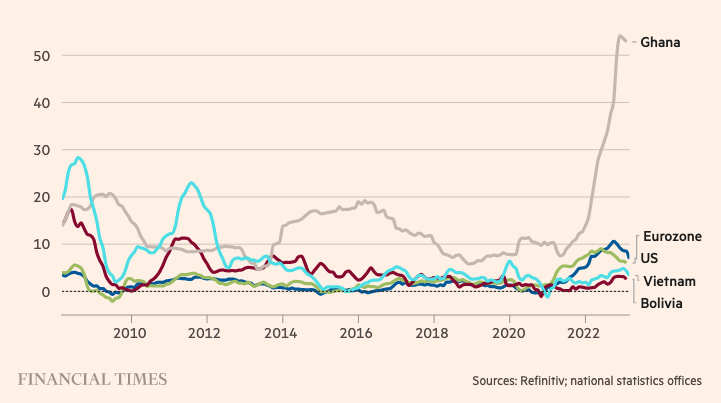 Ghana
50
40
30
20
10
0
Eurozone
US
Vietnam
Bolivia
2010 2012 2014 2016 2018 2020 2022
FINANCIAL TIMES
Sources: Refinitiv; national statistics offices